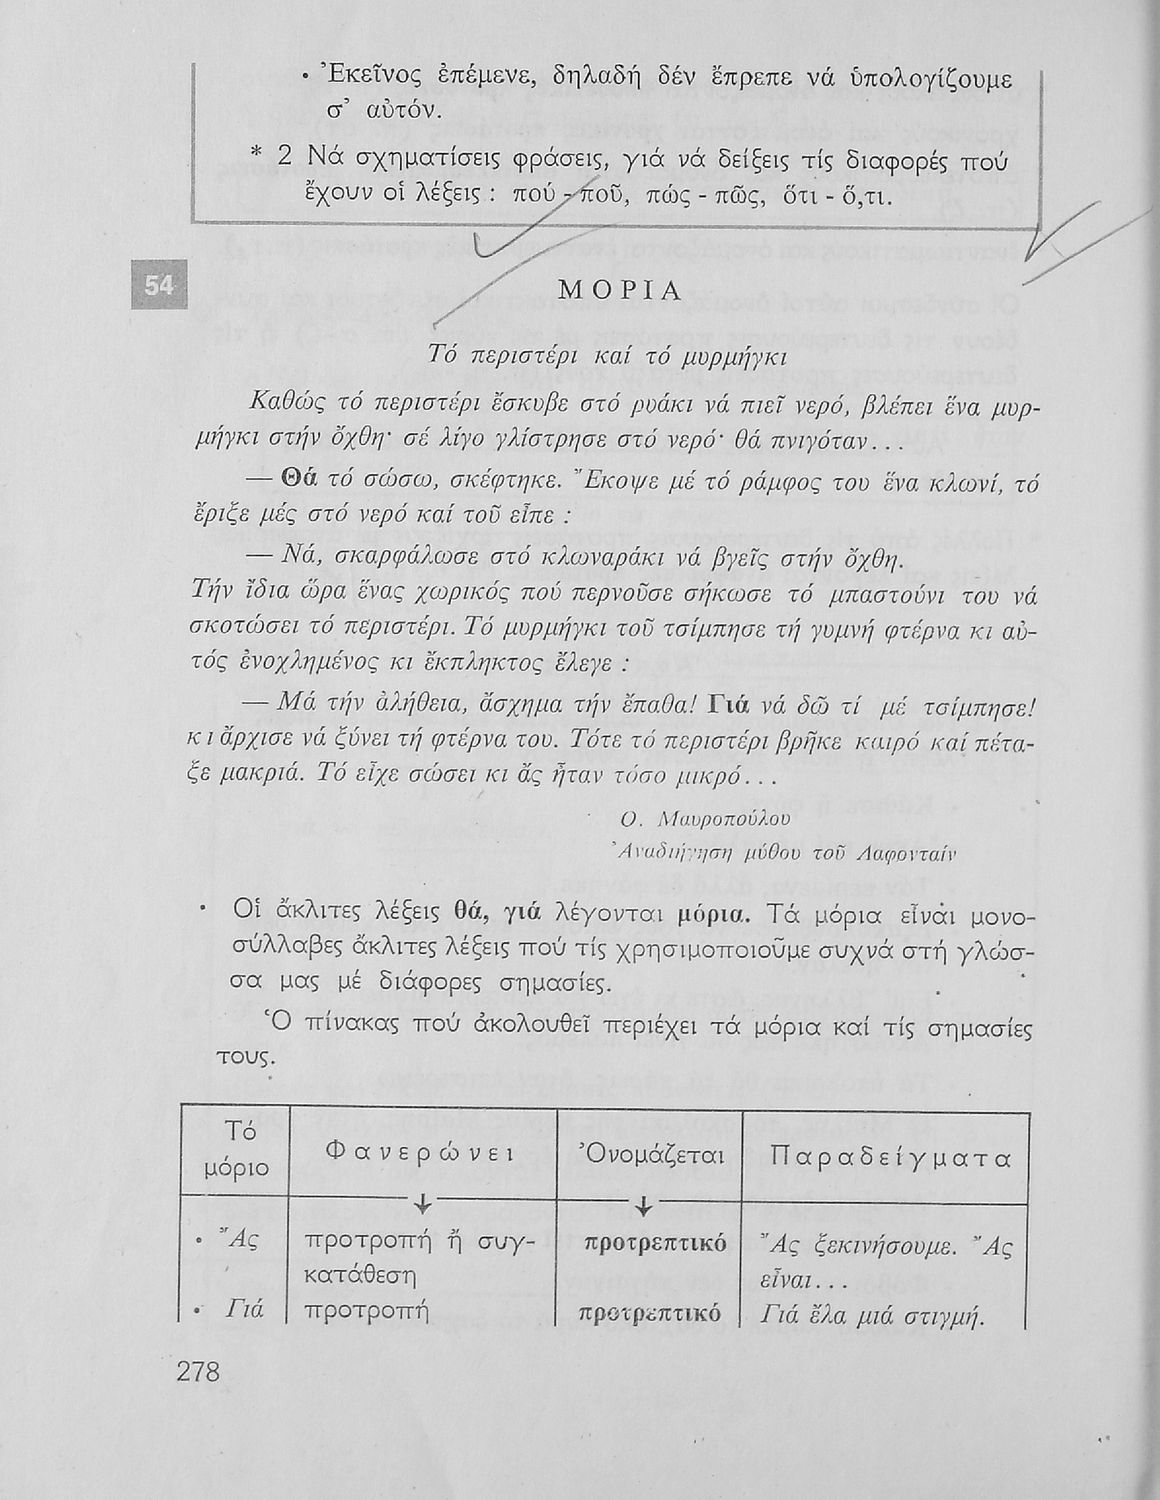 · Ἐκεῖνος ἐπέμενε, δηλαδή δέν ἔπρεπε νά ὑπολογίζουμε
σ’ αὐτόν.
* 2 Νά σχηματίσεις φράσεις, γιά νά δείξεις τίς διαφορές πού
ἔχουν οἱ λέξεις : πού - ποῦ, πώς - πῶς, ὅτι - ὅ,τι.
54
ΜΟΡΙΑ
Τό περιστέρι καί τό μυρμήγκι
Καθώς τό περιστέρι ἔσκυβε στό ρυάκι νά πιεῖ νερό, βλέπει ἕνα μυρ-
μήγκι στήν ὄχθη· σέ λίγο γλίστρησε στό νερό· θά πνιγόταν...
— Θά τό σώσω, σκέφτηκε. Ἔκοψε μέ τό ράμφος του ἕνα κλωνί, τό
ἔριξε μές στό νερό καί τοῦ εἶπε :
— Νά, σκαρφάλωσε στό κλωναράκι νά βγεῖς στήν ὄχθη.
Τήν ἴδια ὥρα ἕνας χωρικός πού περνοῦσε σήκωσε τό μπαστούνι του νά
σκοτώσει τό περιστέρι. Τό μυρμήγκι τοῦ τσίμπησε τή γυμνή φτέρνα κι αὐ-
τός ἐνοχλημένος κι ἔκπληκτος ἔλεγε :
— Μά τήν ἀλήθεια, ἄσχημα τήν ἔπαθα! Γιά νά δῶ τί μέ τσίμπησε!
κι ἄρχισε νά ξύνει τή φτέρνα του. Τότε τό περιστέρι βρῆκε καιρό καί πέτα-
ξε μακριά. Τό εἶχε σώσει κι ἄς ἦταν τόσο μικρό...
Ο. Μαυροπούλου
Ἀναδιήγηση μύθου τοῦ Λαφονταίν
· Οἱ ἄκλιτες λέξεις θά, γιά λέγονται μόρια. Τά μόρια εἶναι μονο-
σύλλαβες ἄκλιτες λέξεις πού τίς χρησιμοποιοῦμε συχνά στή γλώσ-
σα μας μέ διάφορες σημασίες.
Ὁ πίνακας πού ἀκολουθεῖ περιέχει τά μόρια καί τίς σημασίες
τους.
Τό μόριο Φανερώνει Ὀνομάζεται Παραδείγματα
· Ἄς προτροπή ἤ συγ- προτρεπτικό Ἄς ξεκινήσουμε. Ἄς
κατάθεση εἶναι...
· Γιά προτροπή προτρεπτικό Γιά ἔλα μιά στιγμή.
278